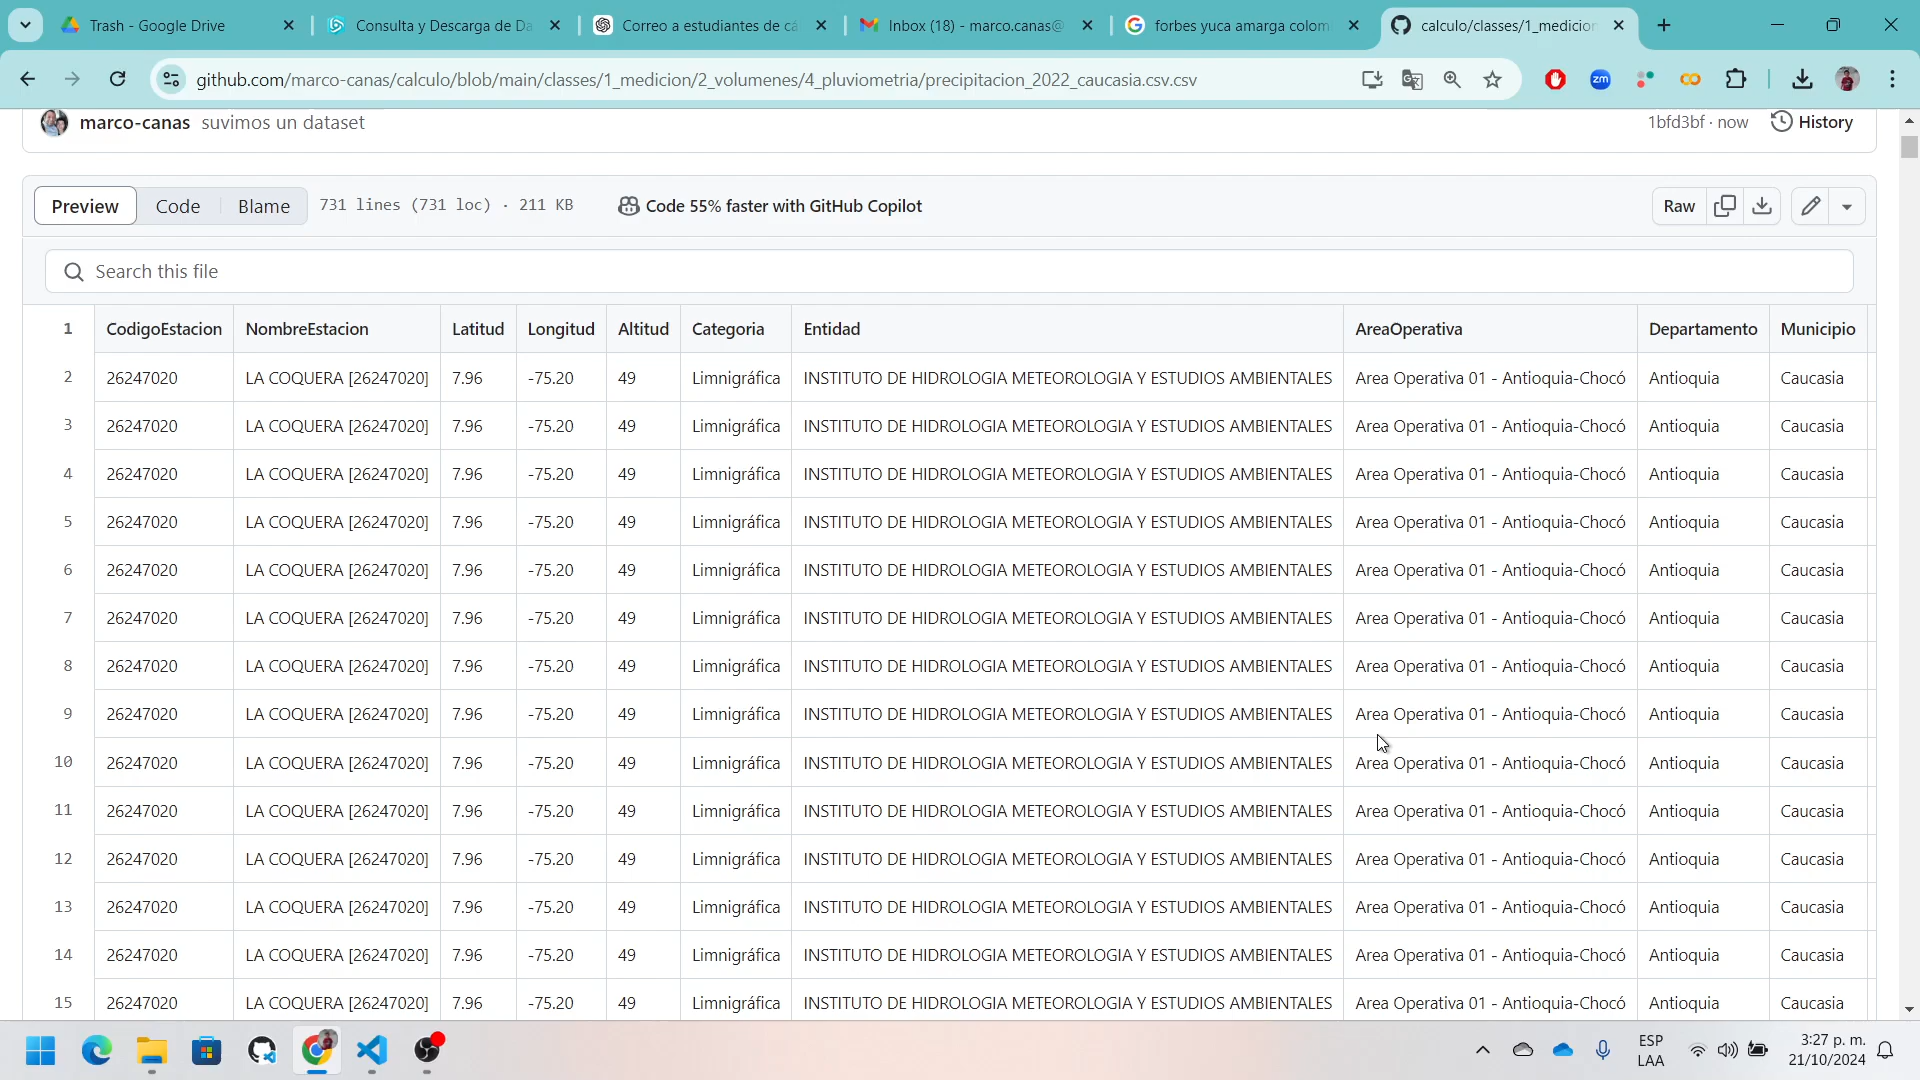 Trash - Google Drive
Consulta y Descarga de Da
Correo a estudiantes de cá
Inbox (18) - marco.canas@
forbes yuca amarga colom
calculo/classes/1_medicion
github.com/marco-canas/calculo/blob/main/classes/1_medicion/2_volumenes/4_pluviometria/precipitacion_2022_caucasia.csv.csv
zm
marco-canas suvimos un dataset 1bfd3bf · now History
Preview Code Blame 731 lines (731 loc) · 211 KB Code 55% faster with GitHub Copilot Raw
Search this file
1 CodigoEstacion NombreEstacion Latitud Longitud Altitud Categoria Entidad AreaOperativa Departamento Municipio
2 26247020 LA COQUERA [26247020] 7.96 -75.20 49 Limnigráfica INSTITUTO DE HIDROLOGIA METEOROLOGIA Y ESTUDIOS AMBIENTALES Area Operativa 01 - Antioquia-Chocó Antioquia Caucasia
3 26247020 LA COQUERA [26247020] 7.96 -75.20 49 Limnigráfica INSTITUTO DE HIDROLOGIA METEOROLOGIA Y ESTUDIOS AMBIENTALES Area Operativa 01 - Antioquia-Chocó Antioquia Caucasia
4 26247020 LA COQUERA [26247020] 7.96 -75.20 49 Limnigráfica INSTITUTO DE HIDROLOGIA METEOROLOGIA Y ESTUDIOS AMBIENTALES Area Operativa 01 - Antioquia-Chocó Antioquia Caucasia
5 26247020 LA COQUERA [26247020] 7.96 -75.20 49 Limnigráfica INSTITUTO DE HIDROLOGIA METEOROLOGIA Y ESTUDIOS AMBIENTALES Area Operativa 01 - Antioquia-Chocó Antioquia Caucasia
6 26247020 LA COQUERA [26247020] 7.96 -75.20 49 Limnigráfica INSTITUTO DE HIDROLOGIA METEOROLOGIA Y ESTUDIOS AMBIENTALES Area Operativa 01 - Antioquia-Chocó Antioquia Caucasia
7 26247020 LA COQUERA [26247020] 7.96 -75.20 49 Limnigráfica INSTITUTO DE HIDROLOGIA METEOROLOGIA Y ESTUDIOS AMBIENTALES Area Operativa 01 - Antioquia-Chocó Antioquia Caucasia
8 26247020 LA COQUERA [26247020] 7.96 -75.20 49 Limnigráfica INSTITUTO DE HIDROLOGIA METEOROLOGIA Y ESTUDIOS AMBIENTALES Area Operativa 01 - Antioquia-Chocó Antioquia Caucasia
9 26247020 LA COQUERA [26247020] 7.96 -75.20 49 Limnigráfica INSTITUTO DE HIDROLOGIA METEOROLOGIA Y ESTUDIOS AMBIENTALES Area Operativa 01 - Antioquia-Chocó Antioquia Caucasia
10 26247020 LA COQUERA [26247020] 7.96 -75.20 49 Limnigráfica INSTITUTO DE HIDROLOGIA METEOROLOGIA Y ESTUDIOS AMBIENTALES Area Operativa 01 - Antioquia-Chocó Antioquia Caucasia
11 26247020 LA COQUERA [26247020] 7.96 -75.20 49 Limnigráfica INSTITUTO DE HIDROLOGIA METEOROLOGIA Y ESTUDIOS AMBIENTALES Area Operativa 01 - Antioquia-Chocó Antioquia Caucasia
12 26247020 LA COQUERA [26247020] 7.96 -75.20 49 Limnigráfica INSTITUTO DE HIDROLOGIA METEOROLOGIA Y ESTUDIOS AMBIENTALES Area Operativa 01 - Antioquia-Chocó Antioquia Caucasia
13 26247020 LA COQUERA [26247020] 7.96 -75.20 49 Limnigráfica INSTITUTO DE HIDROLOGIA METEOROLOGIA Y ESTUDIOS AMBIENTALES Area Operativa 01 - Antioquia-Chocó Antioquia Caucasia
14 26247020 LA COQUERA [26247020] 7.96 -75.20 49 Limnigráfica INSTITUTO DE HIDROLOGIA METEOROLOGIA Y ESTUDIOS AMBIENTALES Area Operativa 01 - Antioquia-Chocó Antioquia Caucasia
15 26247020 LA COQUERA [26247020] 7.96 -75.20 49 Limnigráfica INSTITUTO DE HIDROLOGIA METEOROLOGIA Y ESTUDIOS AMBIENTALES Area Operativa 01 - Antioquia-Chocó Antioquia Caucasia
ESP
LAA
3:27 p. m.
21/10/2024